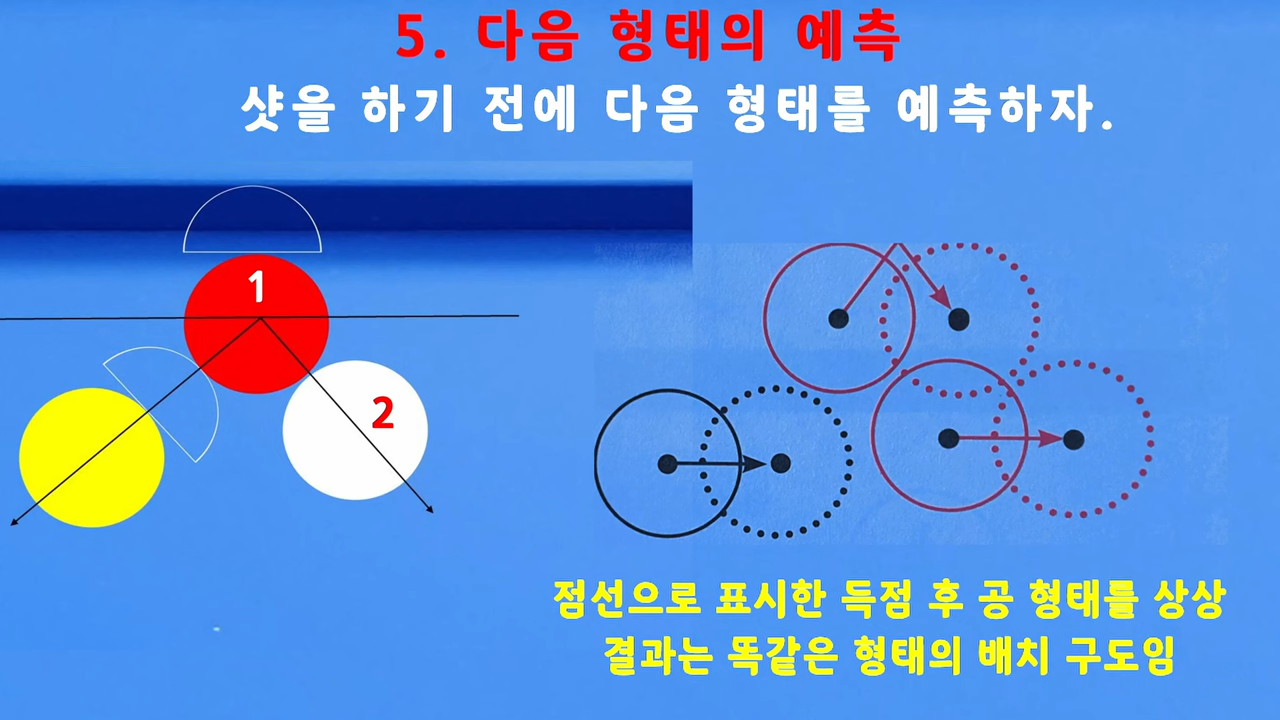 5. 다음 형태의 예측
샷을 하기 전에 다음 형태를 예측하자.
1
2
점선으로 표시한 득점 후 공 형태를 상상
결과는 똑같은 형태의 배치 구도임